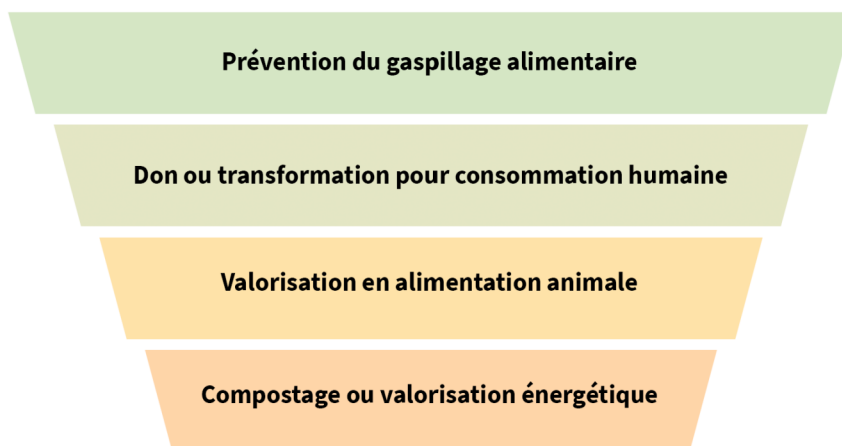 Prévention du gaspillage alimentaire
Don ou transformation pour consommation humaine
Valorisation en alimentation animale
Compostage ou valorisation énergétique